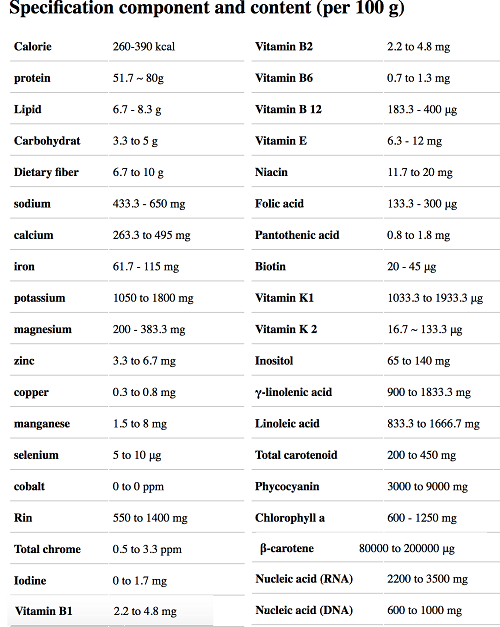 Specification component and content (per 100 g)
Calorie 260-390 kcal
protein 51.7 ~ 80g
Lipid 6.7 - 8.3 g
Carbohydrat 3.3 to 5 g
Dietary fiber 6.7 to 10 g
sodium 433.3 - 650 mg
calcium 263.3 to 495 mg
iron 61.7 - 115 mg
potassium 1050 to 1800 mg
magnesium 200 - 383.3 mg
zinc 3.3 to 6.7 mg
copper 0.3 to 0.8 mg
manganese 1.5 to 8 mg
selenium 5 to 10 µg
cobalt 0 to 0 ppm
Rin 550 to 1400 mg
Total chrome 0.5 to 3.3 ppm
Iodine 0 to 1.7 mg
Vitamin B1 2.2 to 4.8 mg
Vitamin B2 2.2 to 4.8 mg
Vitamin B6 0.7 to 1.3 mg
Vitamin B 12 183.3 - 400 µg
Vitamin E 6.3 - 12 mg
Niacin 11.7 to 20 mg
Folic acid 133.3 - 300 µg
Pantothenic acid 0.8 to 1.8 mg
Biotin 20 - 45 µg
Vitamin K1 1033.3 to 1933.3 µg
Vitamin K 2 16.7 ~ 133.3 µg
Inositol 65 to 140 mg
γ-linolenic acid 900 to 1833.3 mg
Linoleic acid 833.3 to 1666.7 mg
Total carotenoid 200 to 450 mg
Phycocyanin 3000 to 9000 mg
Chlorophyll a 600 - 1250 mg
β-carotene 80000 to 200000 µg
Nucleic acid (RNA) 2200 to 3500 mg
Nucleic acid (DNA) 600 to 1000 mg